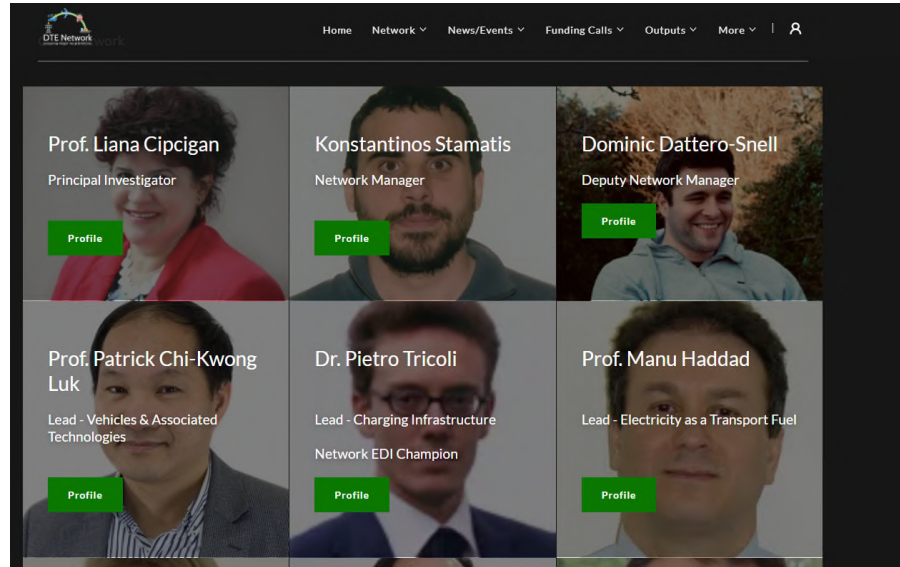 DTE Network
Home
Network
News/Events
Funding Calls
Outputs
More
Prof. Liana Cipcigan
Principal Investigator
Profile
Konstantinos Stamatis
Network Manager
Profile
Dominic Dattero-Snell
Deputy Network Manager
Profile
Prof. Patrick Chi-Kwong
Luk
Lead - Vehicles & Associated
Technologies
Profile
Dr. Pietro Tricoli
Lead - Charging Infrastructure
Network EDI Champion
Profile
Prof. Manu Haddad
Lead - Electricity as a Transport Fuel
Profile